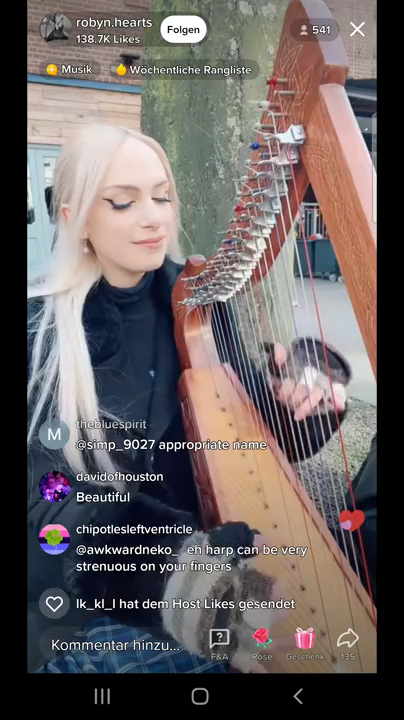 robyn.hearts
138.7K Likes
Folgen
541
Musik
Wöchentliche Rangliste
M
thebluespirit
@simp_9027 appropriate name
davidofhouston
Beautiful
chipotlesleftventricle
@awkwardneko_ eh harp can be very
strenuous on your fingers
lk_kl_l hat dem Host Likes gesendet
Kommentar hinzu...
F&A
Rose
Geschenk
135